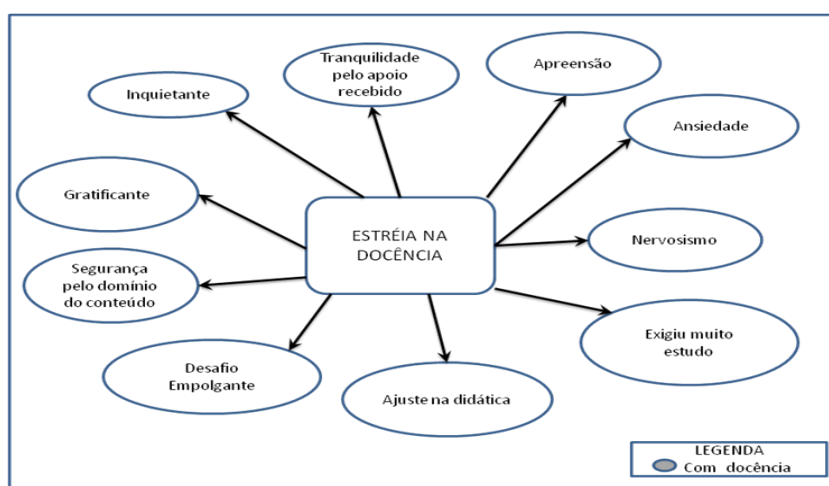 Tranquilidade
pelo apoio
recebido
Apreensão
Inquietante
Ansiedade
Gratificante
ESTRÉIA NA
DOCÊNCIA
Nervosismo
Segurança
pelo domínio
do conteúdo
Exigiu muito
estudo
Desafio
Empolgante
Ajuste na didática
LEGENDA
Com docência